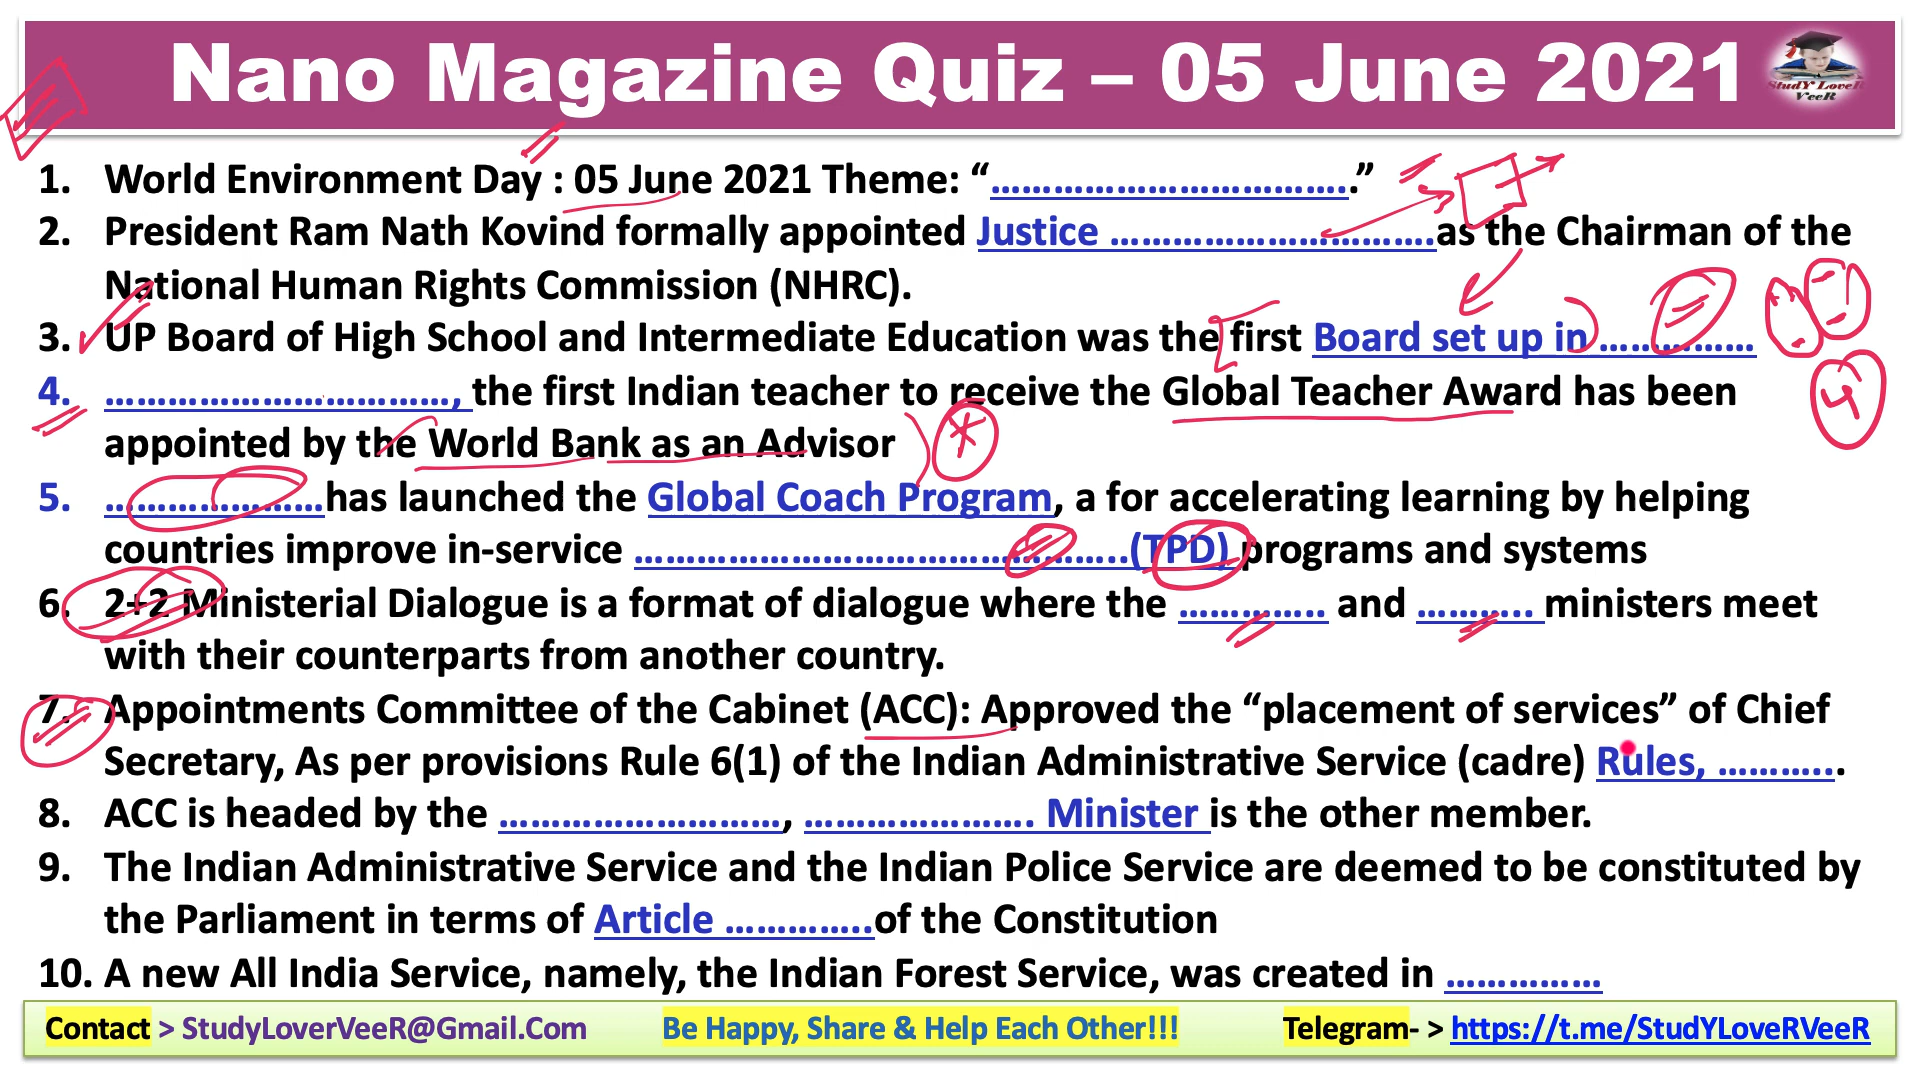 Nano Magazine Quiz – 05 June 2021
StudY LoveR
VeeR
1. World Environment Day : 05 June 2021 Theme: “……………………………….”
2. President Ram Nath Kovind formally appointed Justice ………………………….as the Chairman of the
National Human Rights Commission (NHRC).
3. UP Board of High School and Intermediate Education was the first Board set up in ……………
4. ……………………………, the first Indian teacher to receive the Global Teacher Award has been
appointed by the World Bank as an Advisor
5. …………………has launched the Global Coach Program, a for accelerating learning by helping
countries improve in-service ………………………………………..(TPD) programs and systems
6. 2+2 Ministerial Dialogue is a format of dialogue where the ………….. and ……….. ministers meet
with their counterparts from another country.
7. Appointments Committee of the Cabinet (ACC): Approved the “placement of services” of Chief
Secretary, As per provisions Rule 6(1) of the Indian Administrative Service (cadre) Rules, ………...
8. ACC is headed by the ………………………, …………………. Minister is the other member.
9. The Indian Administrative Service and the Indian Police Service are deemed to be constituted by
the Parliament in terms of Article …………..of the Constitution
10. A new All India Service, namely, the Indian Forest Service, was created in ……………
4
Contact > StudyLoverVeeR@Gmail.Com Be Happy, Share & Help Each Other!!! Telegram- > https://t.me/StudYLoveRVeeR